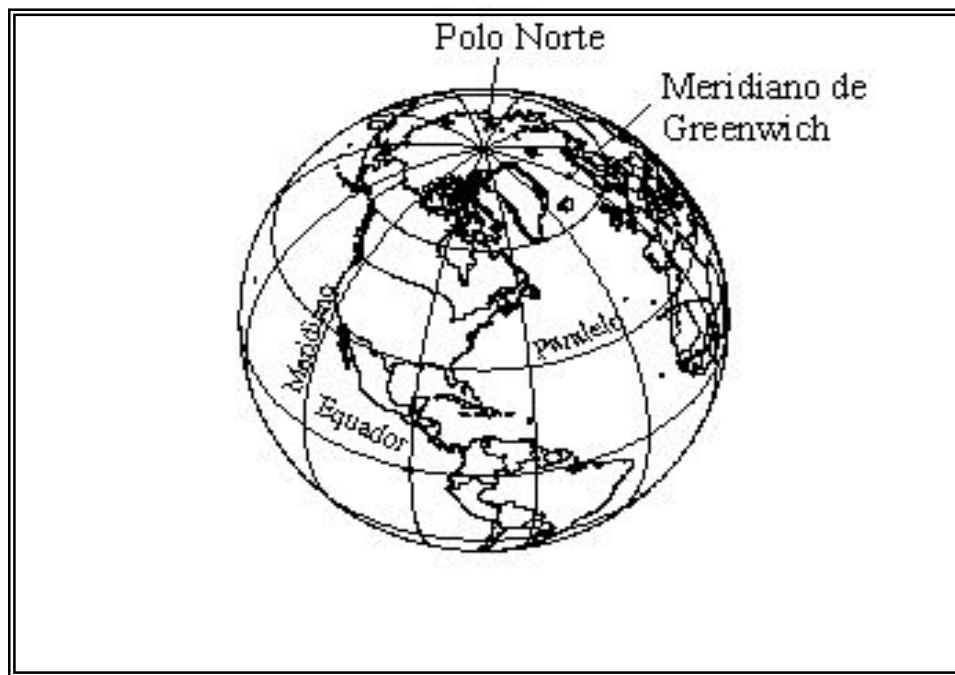 Polo Norte
Meridiano de
Greenwich
Meridiano
Paralelo
Equador